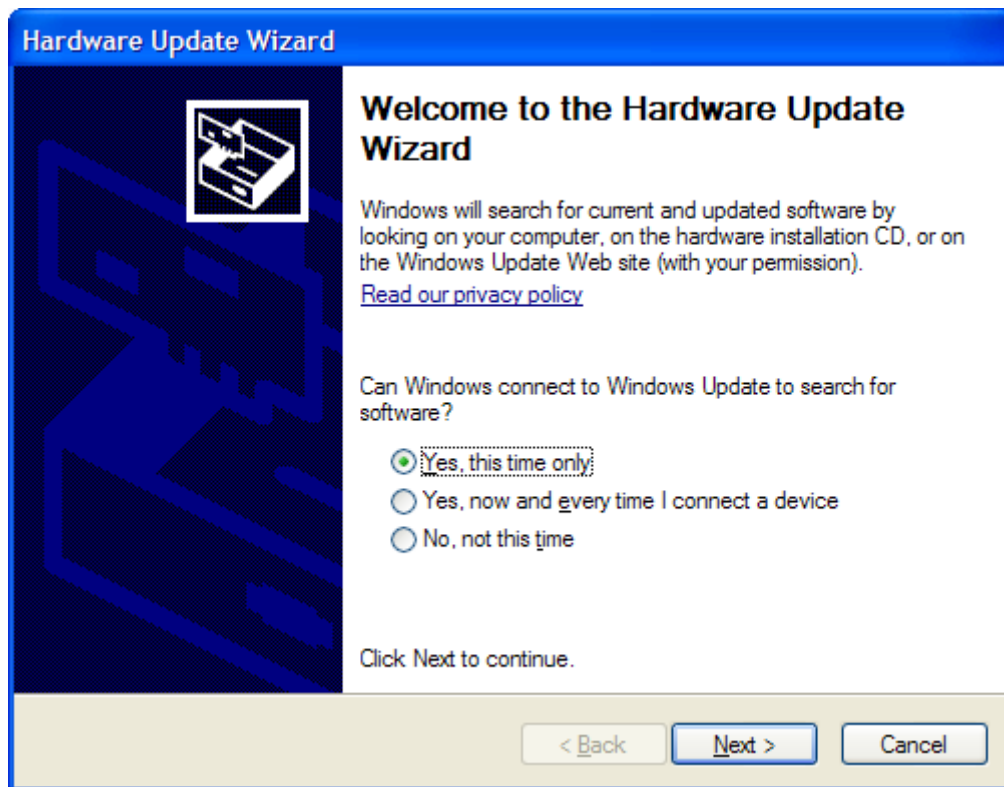 Hardware Update Wizard
Welcome to the Hardware Update
Wizard
Windows will search for current and updated software by
looking on your computer, on the hardware installation CD, or on
the Windows Update Web site (with your permission).
Read our privacy policy
Can Windows connect to Windows Update to search for
software?
Yes, this time only
Yes, now and every time I connect a device
No, not this time
Click Next to continue.
< Back Next > Cancel